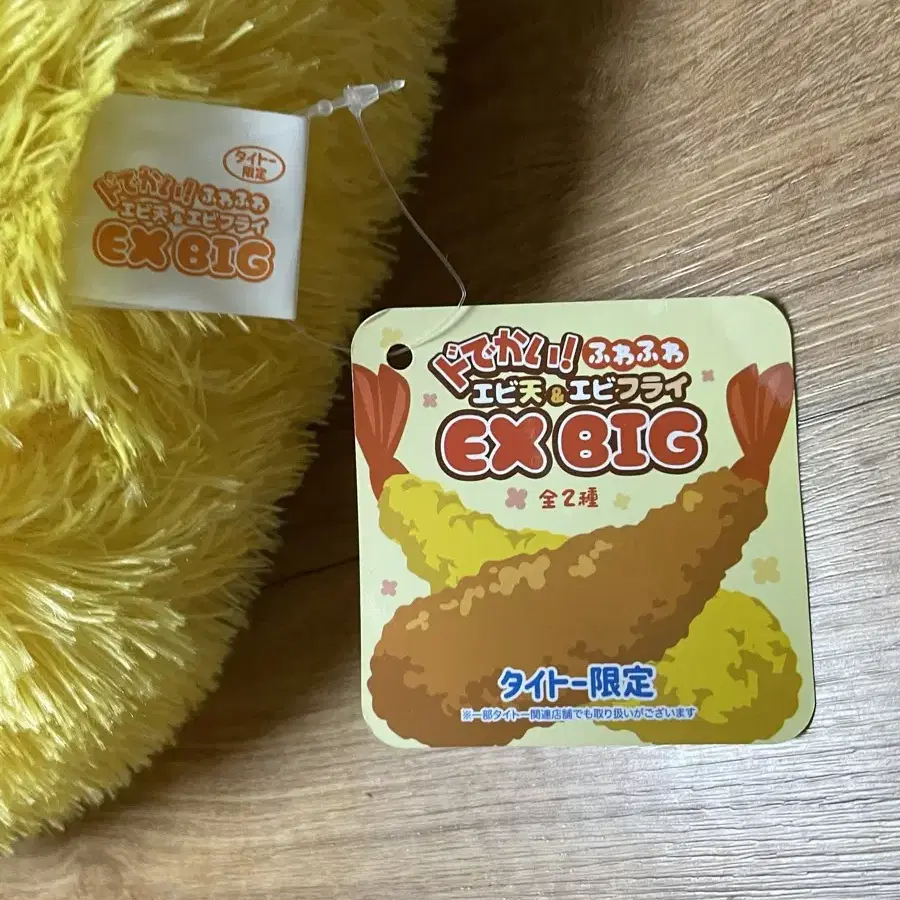 タイトー
限定
ドでかい!ふわふわ
エビ天&エビフライ
EX BIG
ドでかい!ふわふわ
エビ天&エビフライ
EX BIG
全2種
タイトー限定
※一部タイトー関連店舗でも取り扱いがございます